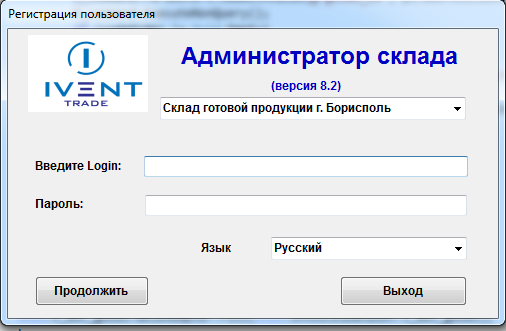 Регистрация пользователя
IVENT
TRADE
Администратор склада
(версия 8.2)
Склад готовой продукции г. Борисполь
Введите Login:
Пароль:
Язык Русский
Продолжить Выход